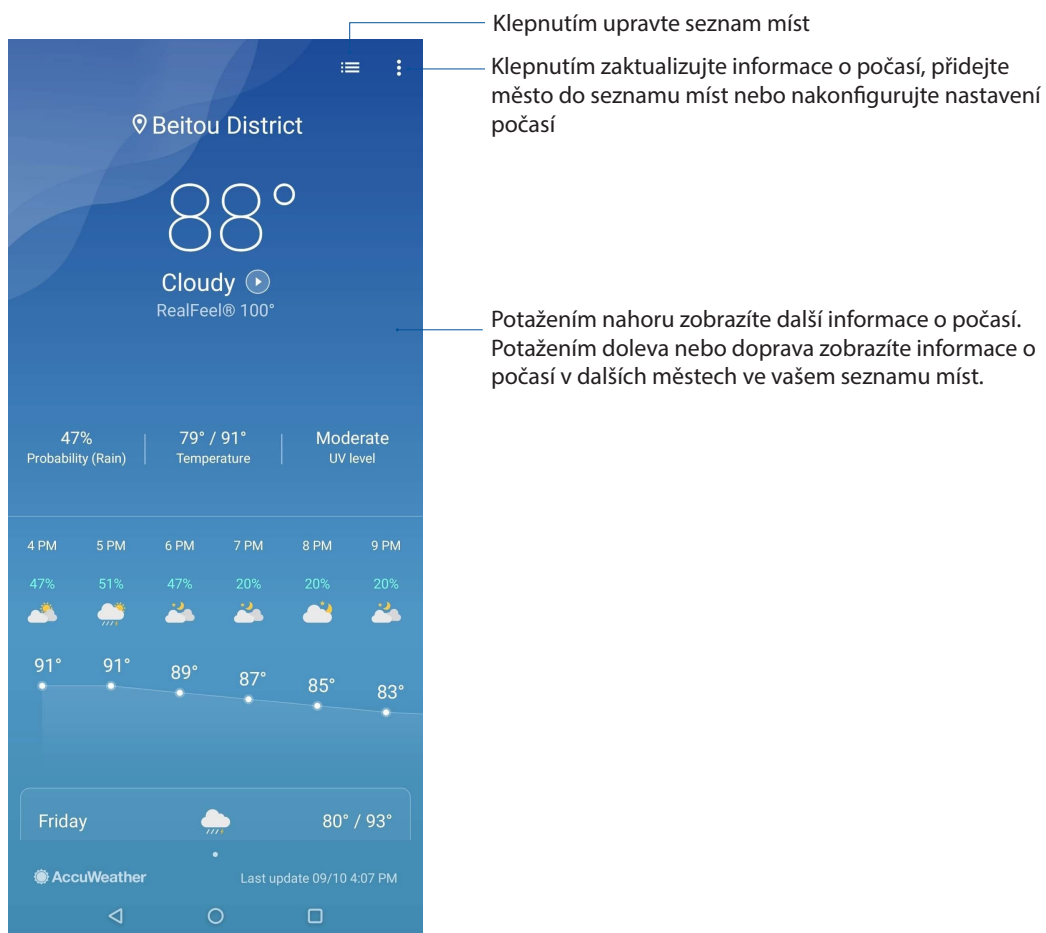 Klepnutím upravte seznam míst
Klepnutím zaktualizujte informace o počasí, přidejte
město do seznamu míst nebo nakonfigurujte nastavení
počasí
Beitou District
88°
Cloudy
RealFeel® 100°
Potažením nahoru zobrazíte další informace o počasí.
Potažením doleva nebo doprava zobrazíte informace o
počasí v dalších městech ve vašem seznamu míst.
47% 79° / 91° Moderate
Probability (Rain) Temperature UV level
4 PM 5 PM 6 PM 7 PM 8 PM 9 PM
47% 51% 47% 20% 20% 20%
91° 91° 89° 87° 85° 83°
Friday 80° / 93°
AccuWeather Last update 09/10 4:07 PM